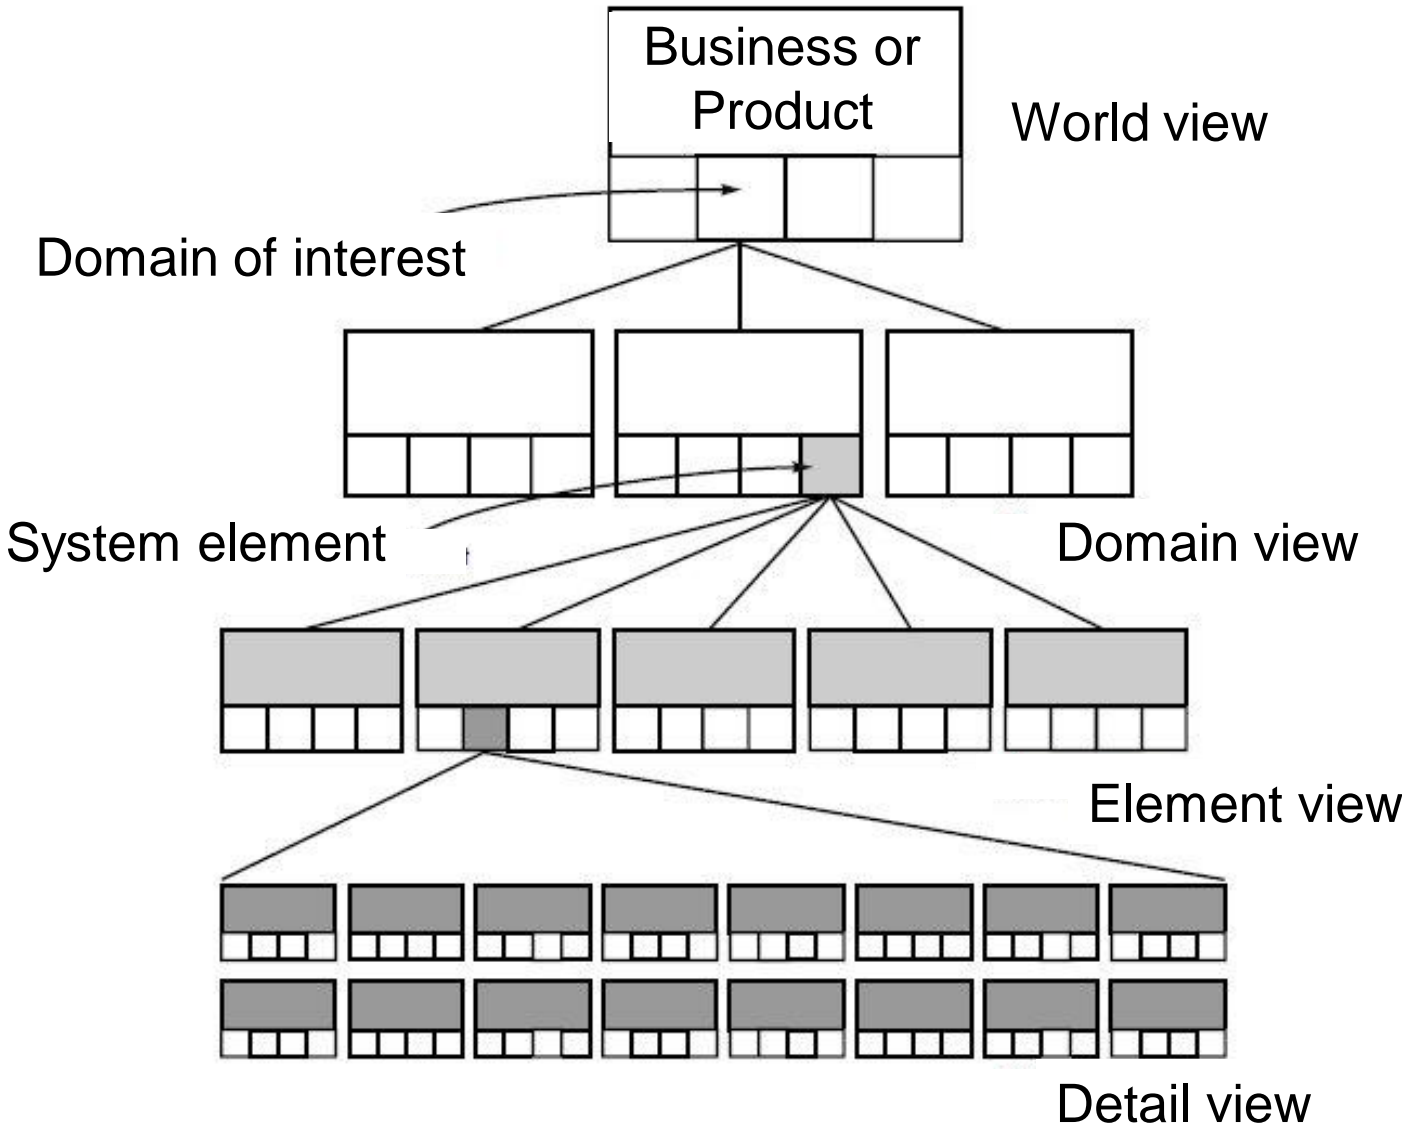 Business or
Product
World view
Domain of interest
System element
Domain view
Element view
Detail view